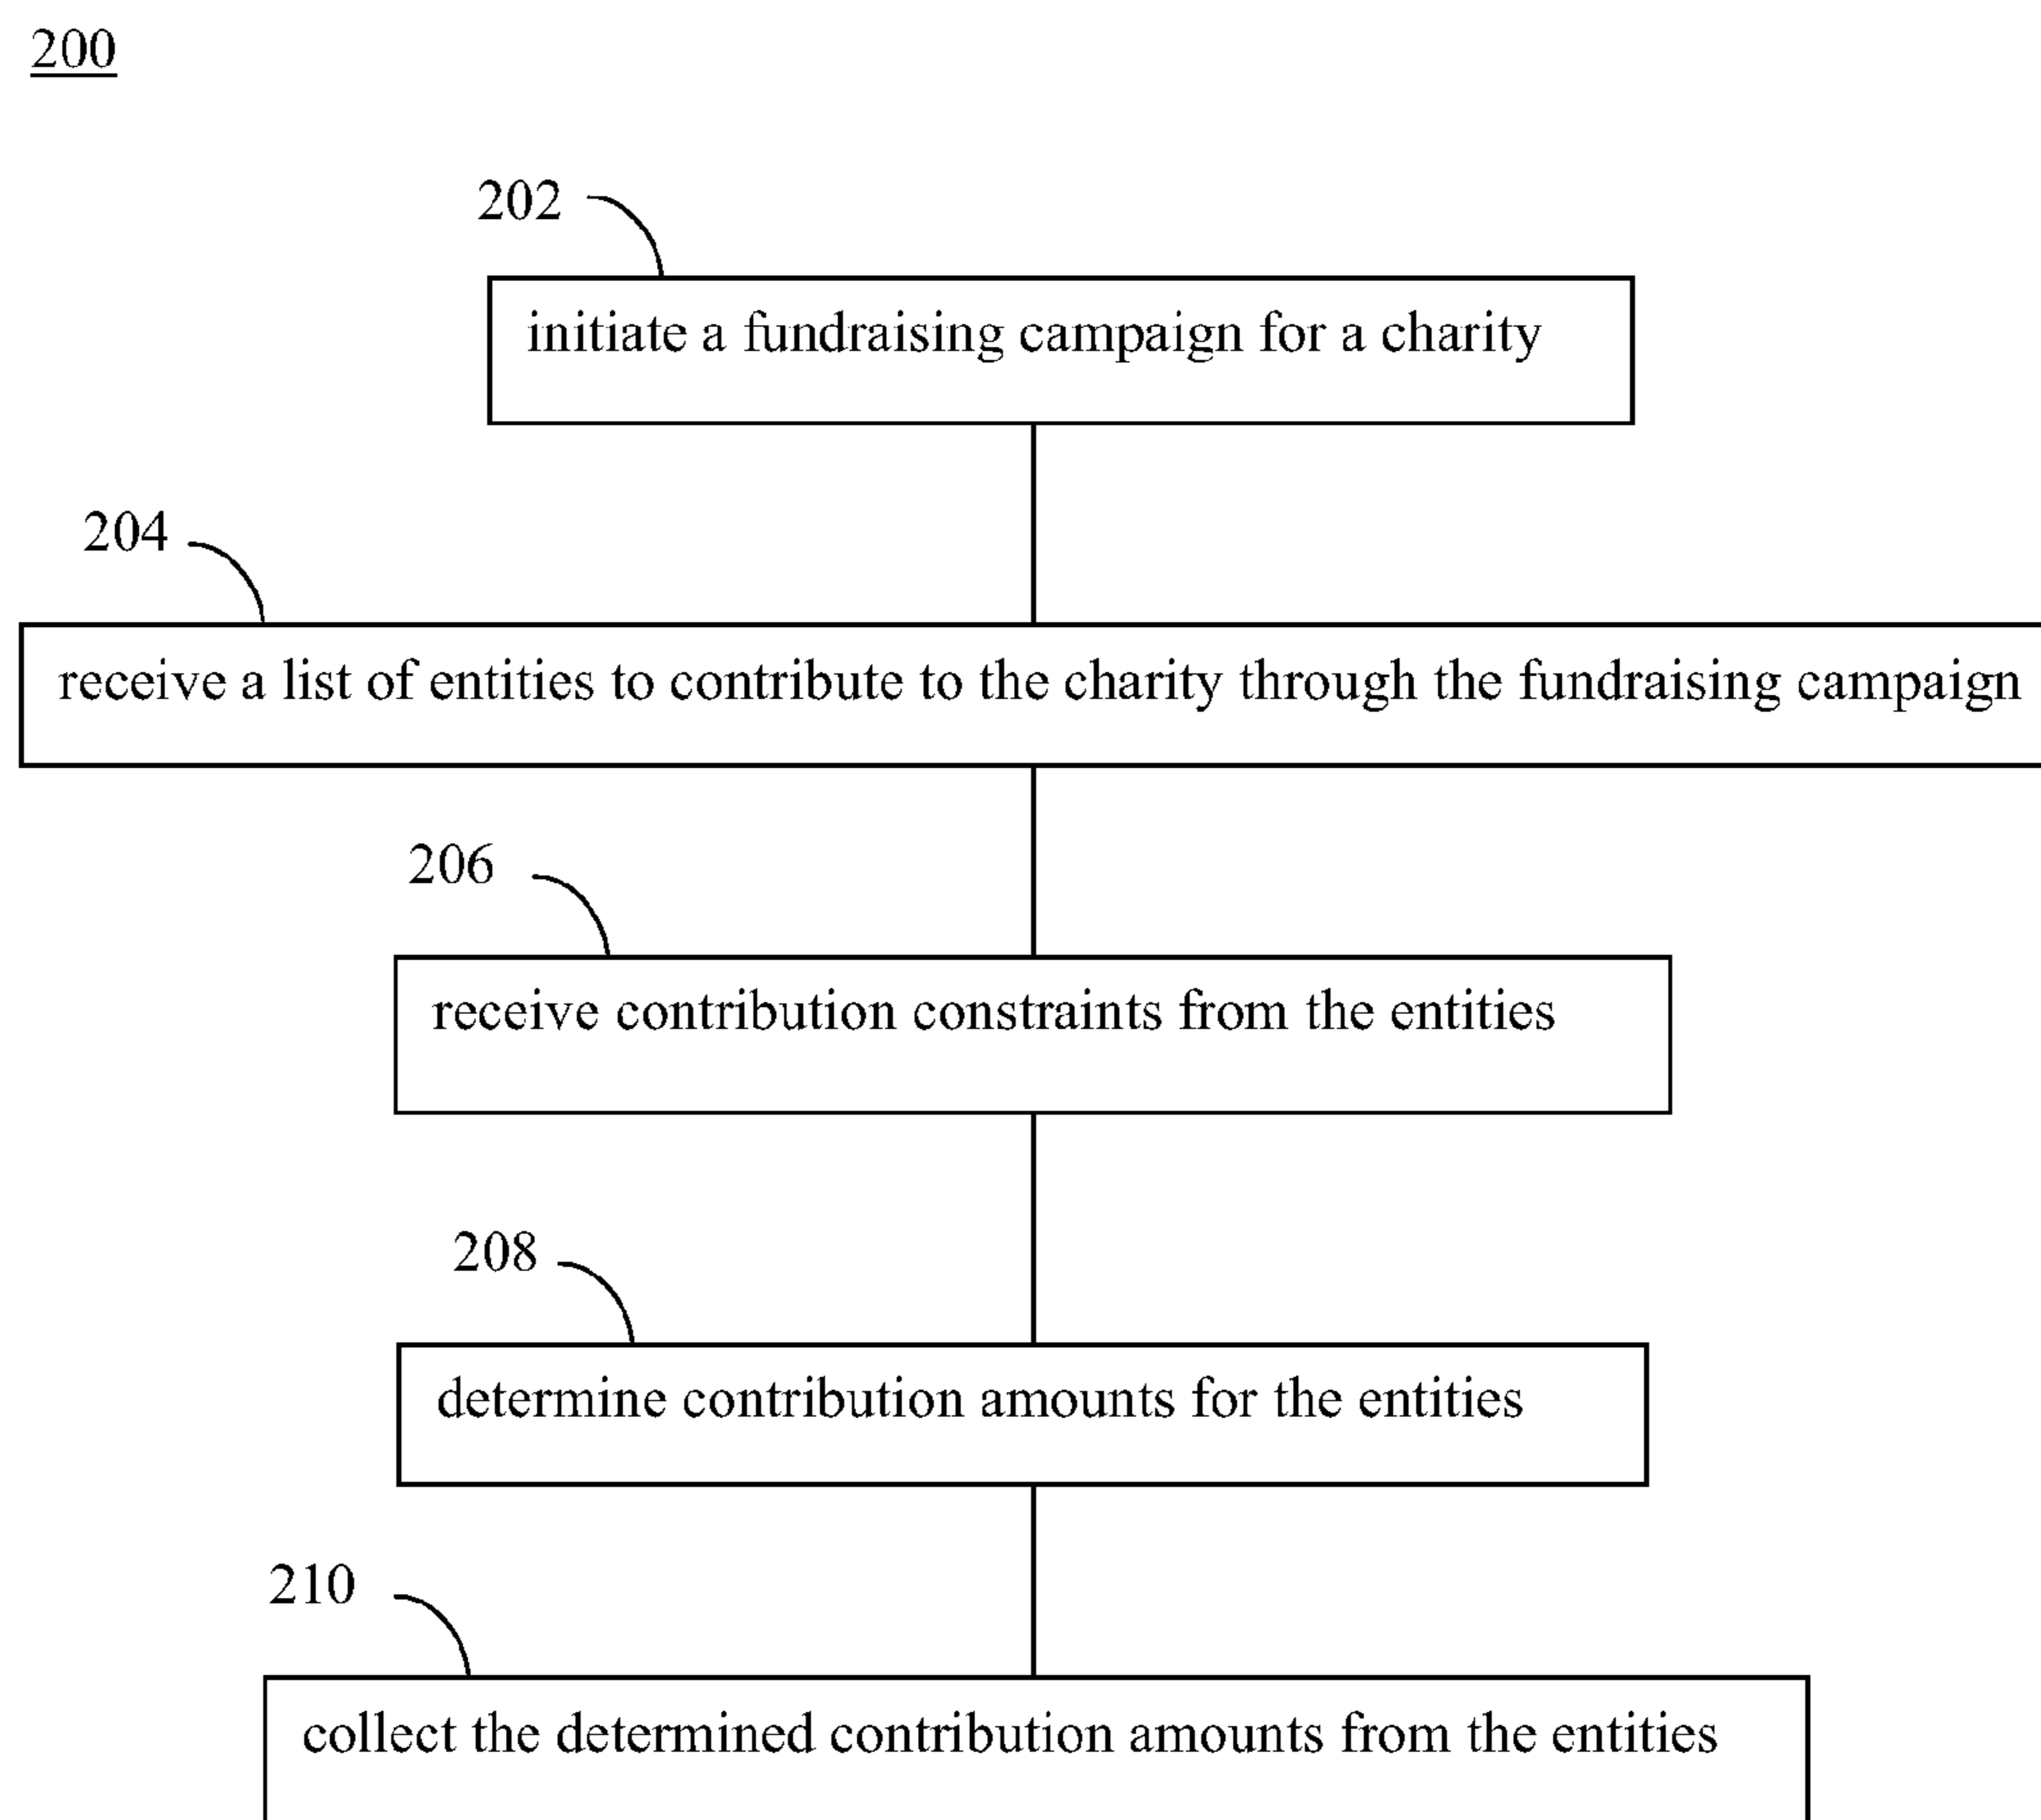 200
202
initiate a fundraising campaign for a charity
204
receive a list of entities to contribute to the charity through the fundraising campaign
206
receive contribution constraints from the entities
208
determine contribution amounts for the entities
210
collect the determined contribution amounts from the entities